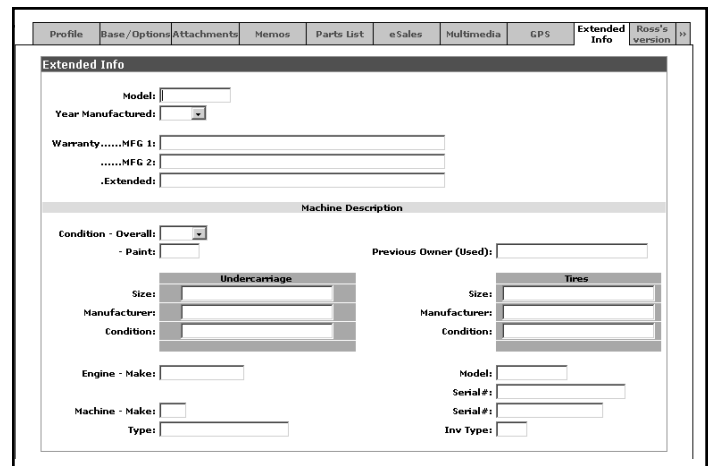 Profile Base/Options Attachments Memos Parts List eSales Multimedia GPS Extended Info Ross's version »
Extended Info
Model:
Year Manufactured:
Warranty......MFG 1:
......MFG 2:
.Extended:
Machine Description
Condition - Overall:
- Paint: Previous Owner (Used):
Undercarriage Tires
Size: Size:
Manufacturer: Manufacturer:
Condition: Condition:
Engine - Make: Model:
Serial#:
Machine - Make: Serial#:
Type: Inv Type: